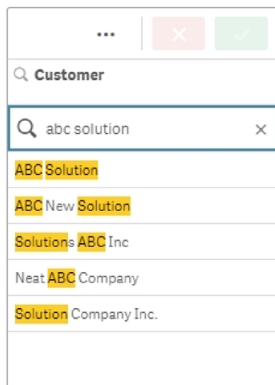 ...
Customer
abc solution
ABC Solution
ABC New Solution
Solutions ABC Inc
Neat ABC Company
Solution Company Inc.